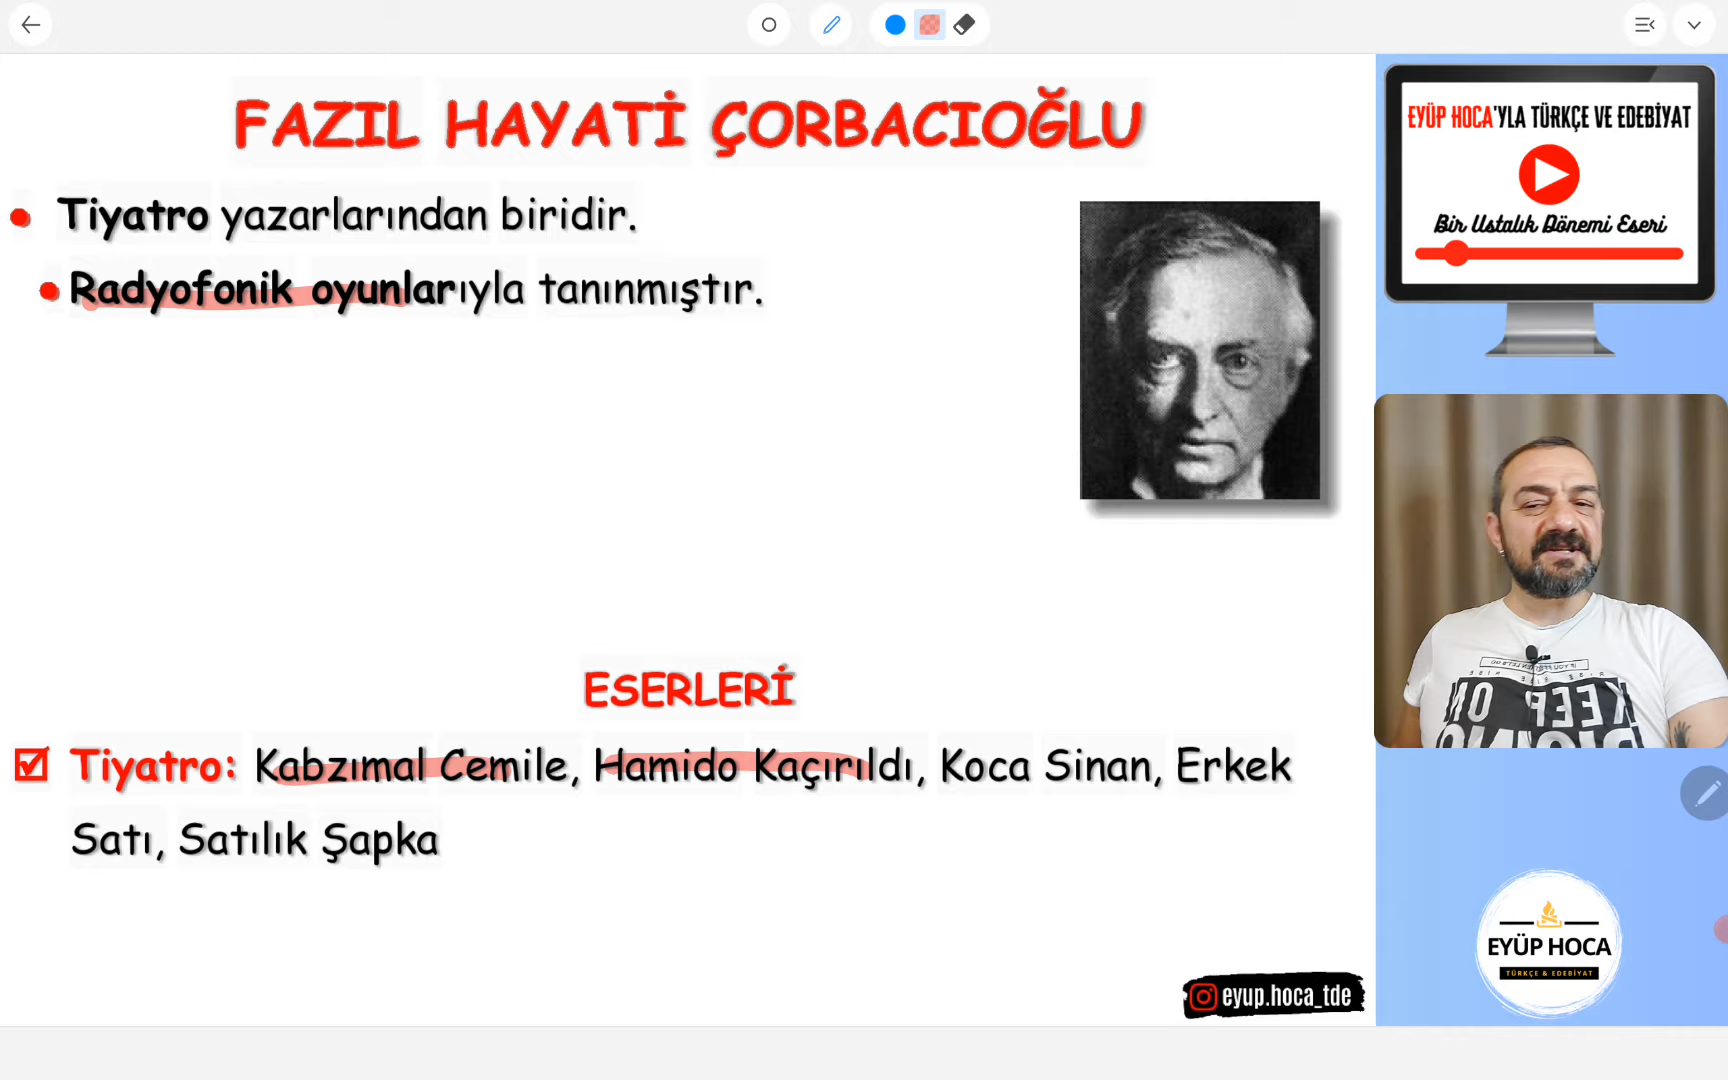 FAZIL HAYATİ ÇORBACIOĞLU
Tiyatro yazarlarından biridir.
Radyofonik oyunlarıyla tanınmıştır.
ESERLERİ
Tiyatro: Kabzımal Cemile, Hamido Kaçırıldı, Koca Sinan, Erkek
Satı, Satılık Şapka
eyup.hoca_tde
EYÜP HOCA'YLA TÜRKÇE VE EDEBİYAT
Bir Ustalık Dönemi Eseri
KEEP
ON
EYÜP HOCA
TÜRKÇE & EDEBİYAT